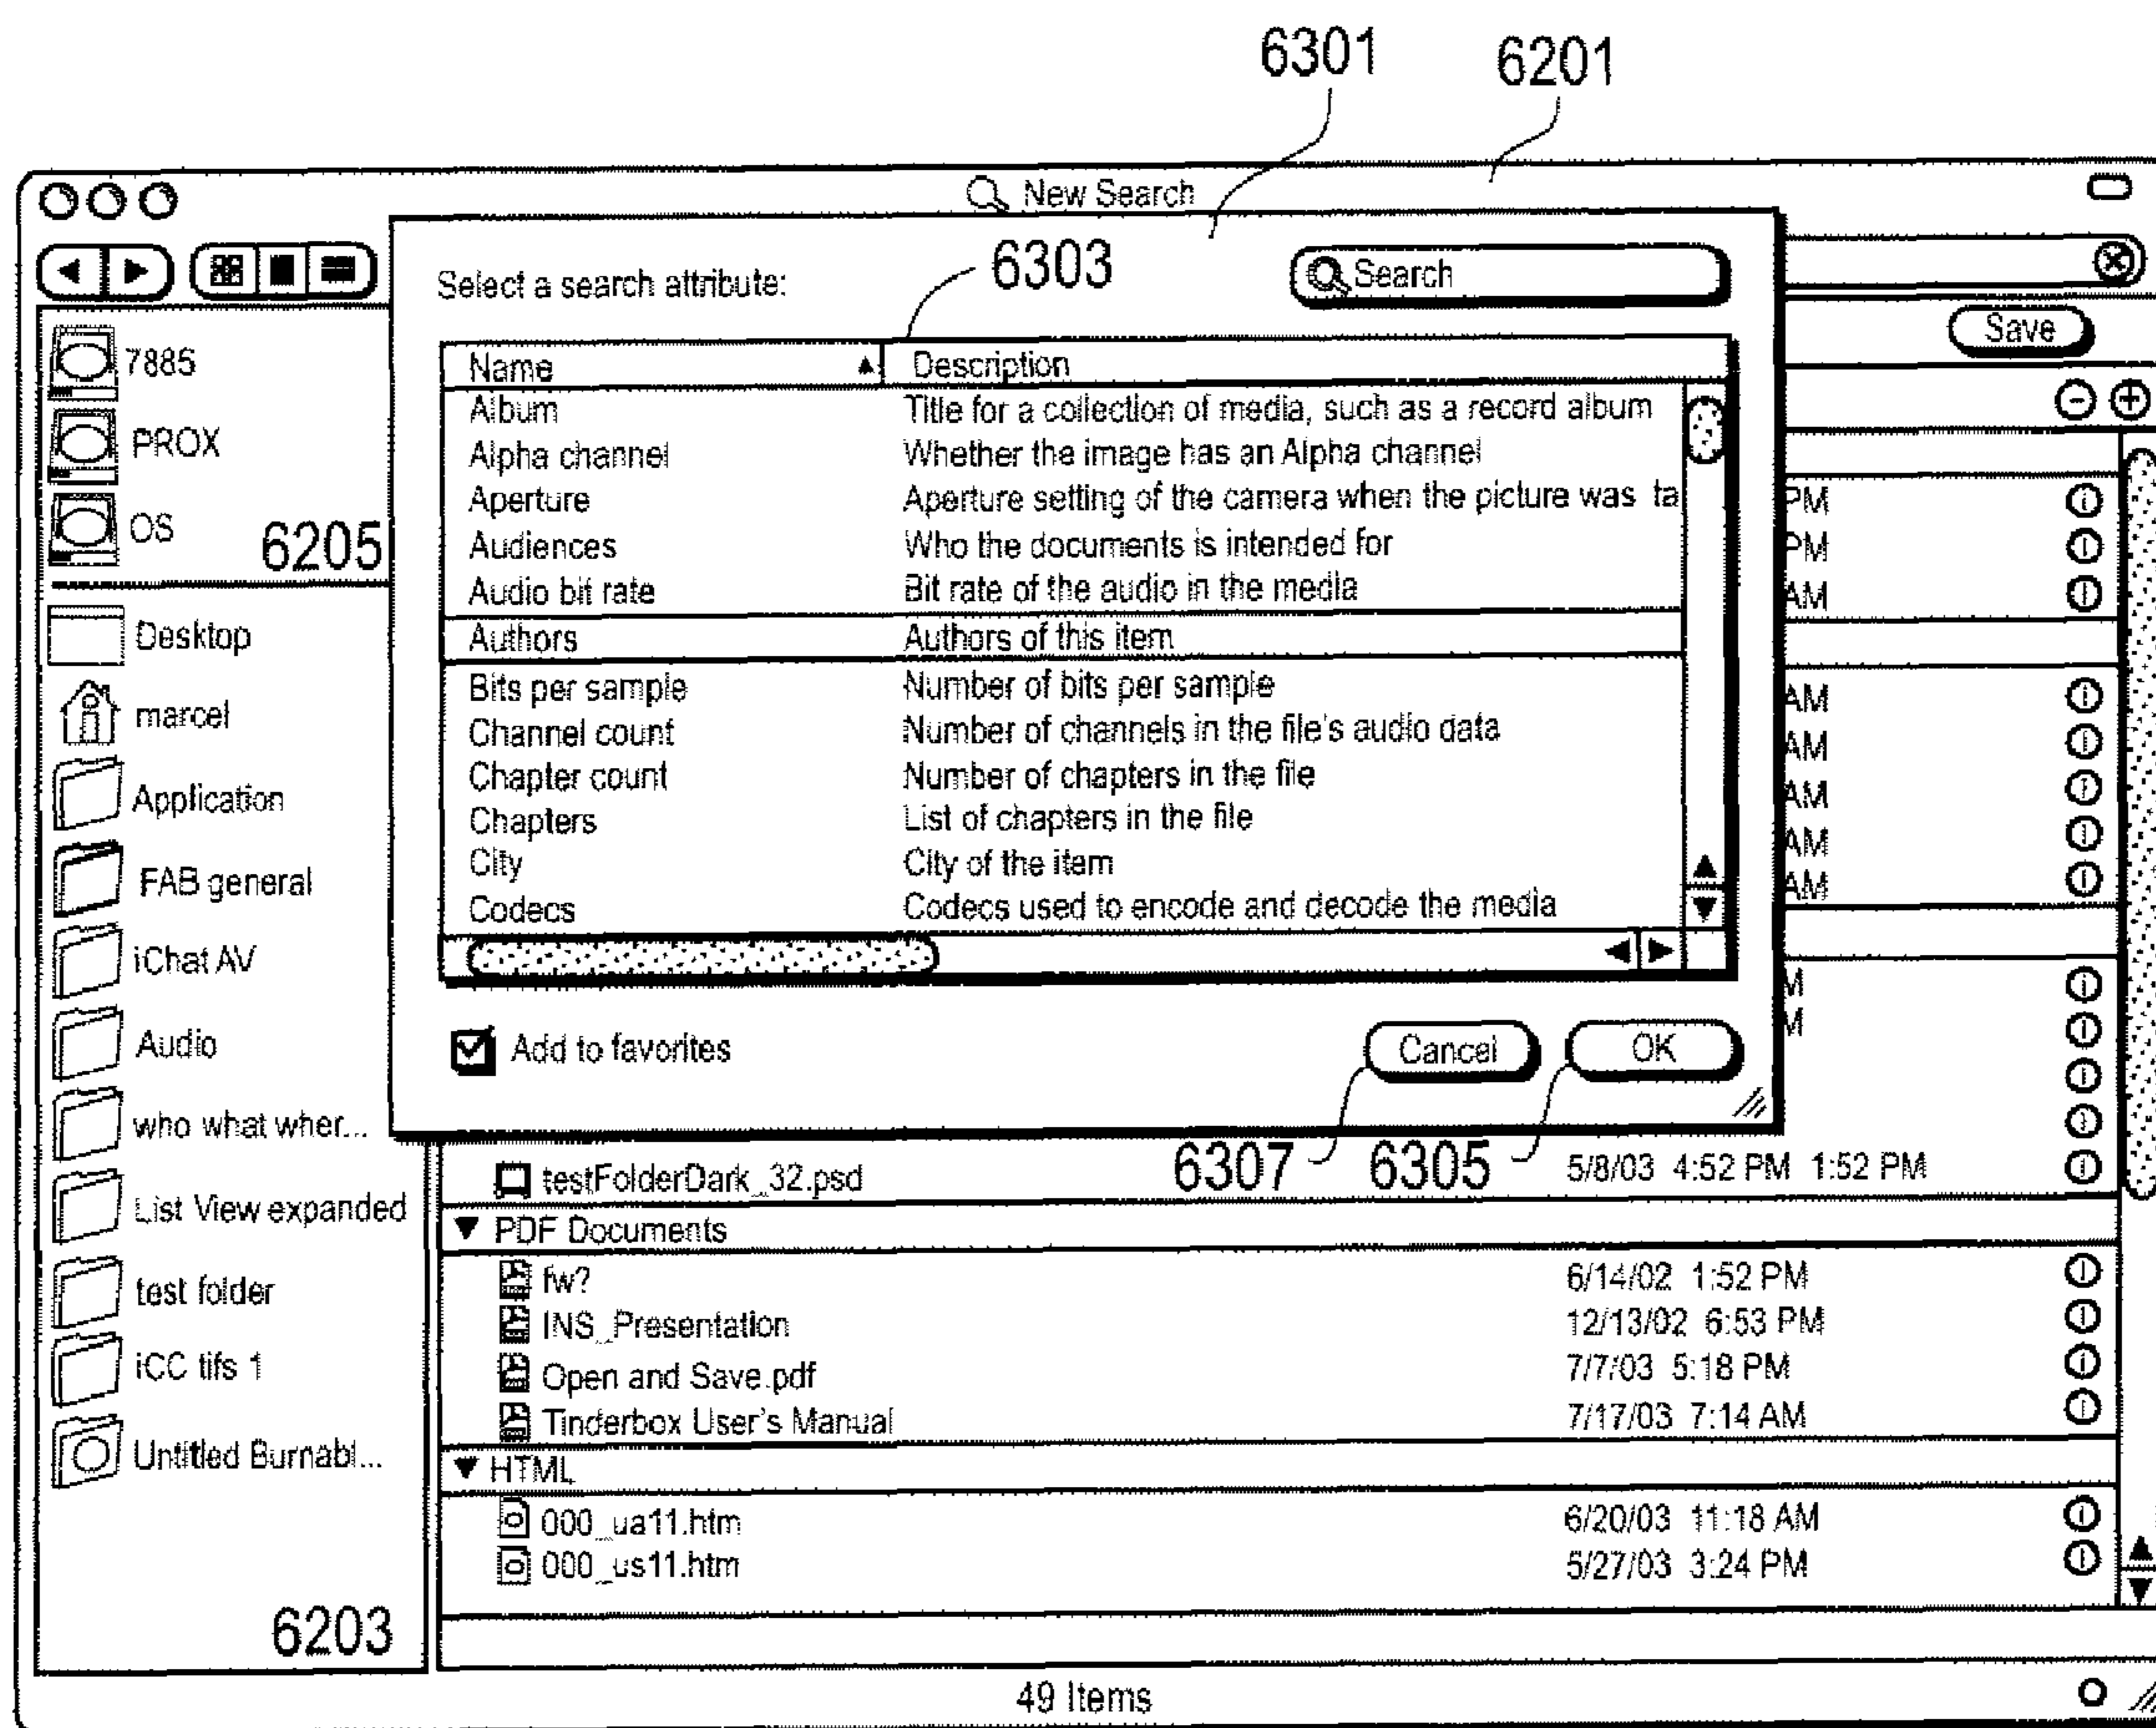 6301 6201
New Search
Select a search attribute: 6303 Search
Save
Name Description
Album Title for a collection of media, such as a record album
Alpha channel Whether the image has an Alpha channel
Aperture Aperture setting of the camera when the picture was ta
Audiences Who the documents is intended for
Audio bit rate Bit rate of the audio in the media
Authors Authors of this item
Bits per sample Number of bits per sample
Channel count Number of channels in the file's audio data
Chapter count Number of chapters in the file
Chapters List of chapters in the file
City City of the item
Codecs Codecs used to encode and decode the media
Add to favorites Cancel OK
6307 6305
7885
PROX
OS
6205
Desktop
marcel
Application
FAB general
iChat AV
Audio
who what wher...
List View expanded
test folder
iCC tifs 1
Untitled Burnabl...
6203
PM
PM
AM
AM
AM
AM
AM
AM
M
M
testFolderDark_32.psd 5/8/03 4:52 PM 1:52 PM
PDF Documents
fw? 6/14/02 1:52 PM
INS_Presentation 12/13/02 6:53 PM
Open and Save.pdf 7/7/03 5:18 PM
Tinderbox User's Manual 7/17/03 7:14 AM
HTML
000_ua11.htm 6/20/03 11:18 AM
000_us11.htm 5/27/03 3:24 PM
49 Items